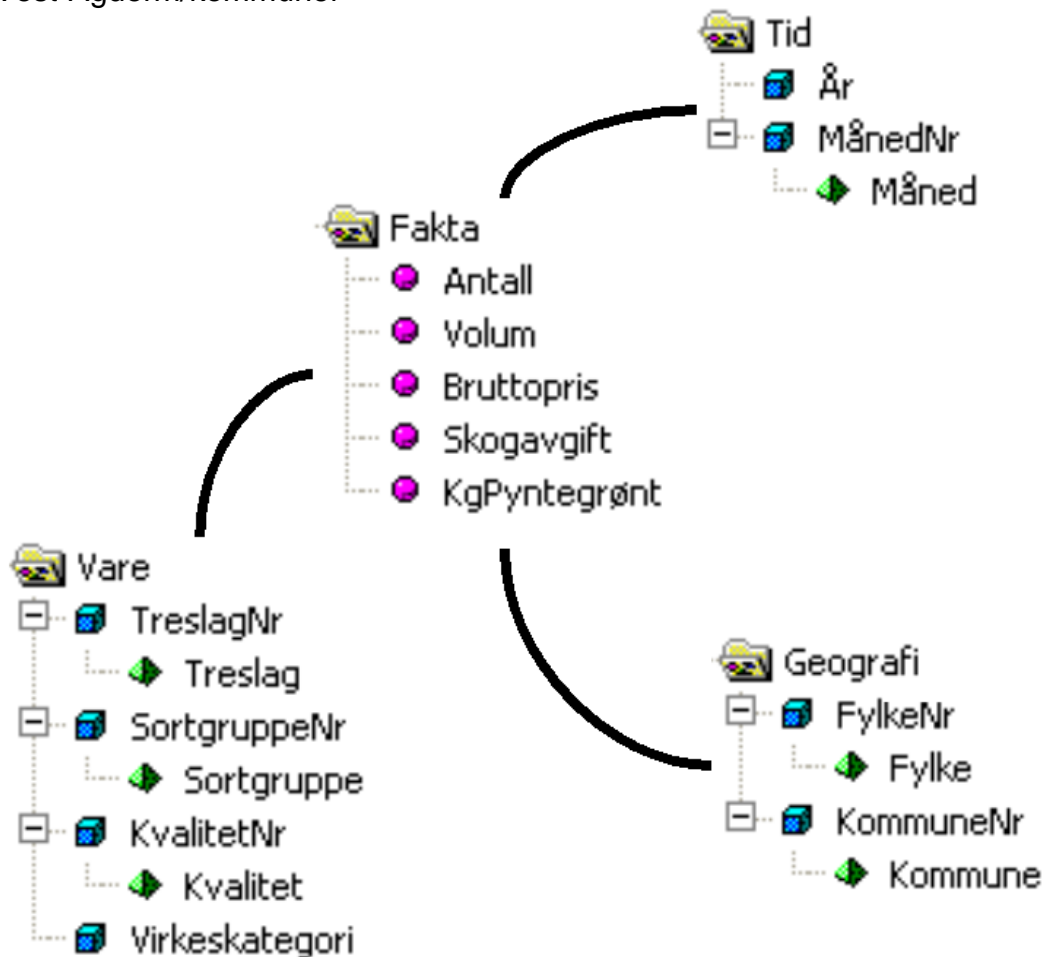 Tid
År
MånedNr
Måned
Fakta
Antall
Volum
Bruttopris
Skogavgift
KgPyntegrønt
Vare
TreslagNr
Treslag
SortgruppeNr
Sortgruppe
KvalitetNr
Kvalitet
Virkeskategori
Geografi
FylkeNr
Fylke
KommuneNr
Kommune